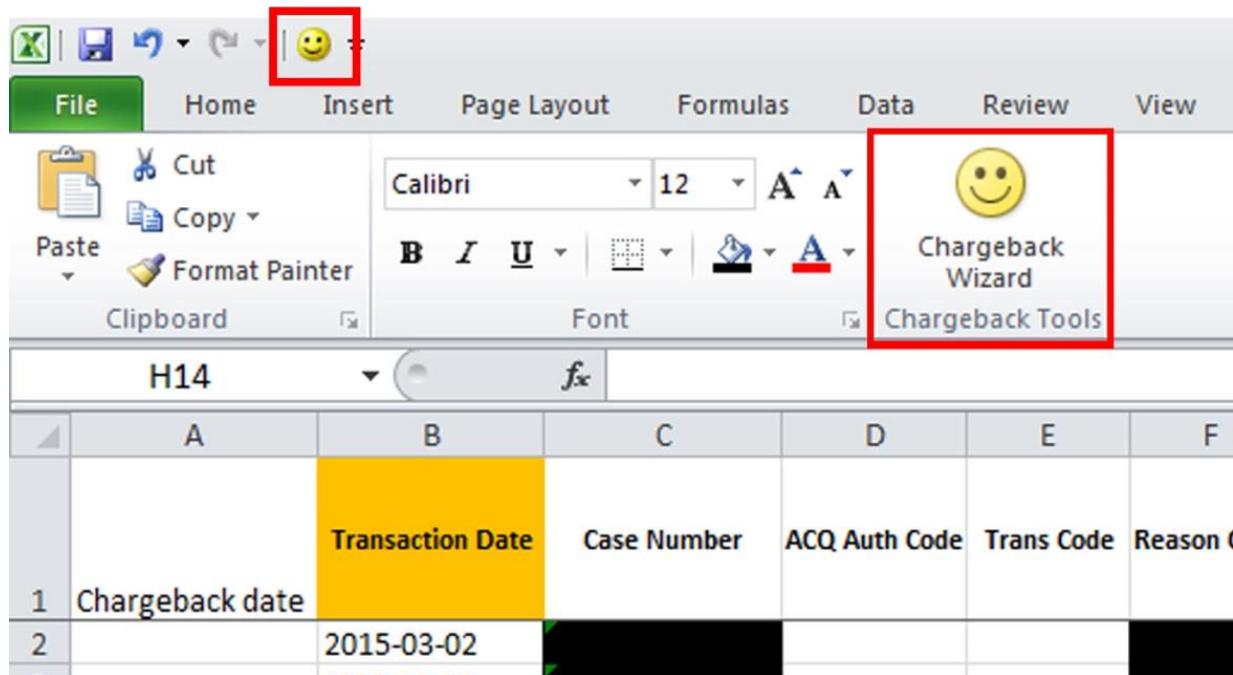 File Home Insert Page Layout Formulas Data Review View
Cut
Copy
Paste
Format Painter
Clipboard
Calibri 12 A A
B I U A
Font
Chargeback
Wizard
Chargeback Tools
H14 fx
A B C D E F
1 Chargeback date Transaction Date Case Number ACQ Auth Code Trans Code Reason
2 2015-03-02